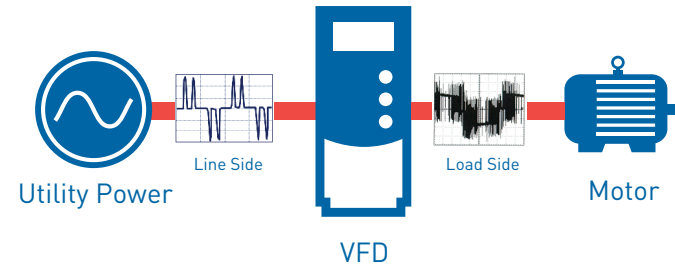 Line Side
Load Side
Utility Power
Motor
VFD